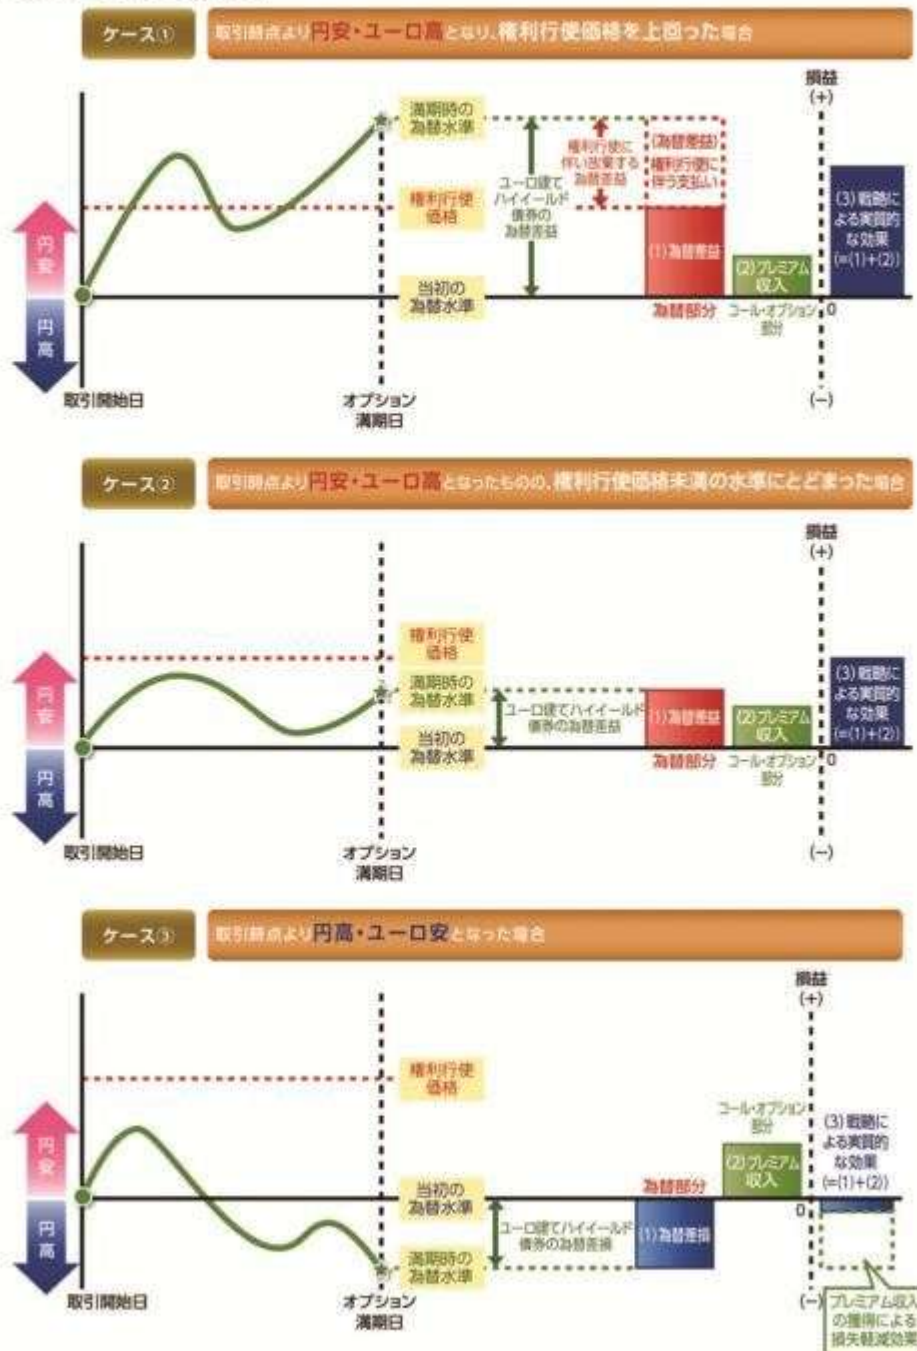 ケース①
取引時点より円安・ユーロ高となり、権利行使価格を上回った場合
損益
(+)
満期時の
為替水準
権利行使に
伴い放棄する
為替差益
(為替差益)
権利行使に
伴う支払い
ユーロ建て
ハイイールド
債券の
為替差益
権利行使
価格
(3)戦略に
よる実質的
な効果
(=(1)+(2))
円安
(1)為替差益
(2)プレミアム
収入
当初の
為替水準
為替部分
コール・オプション
部分
0
円高
取引開始日
オプション
満期日
(−)
ケース②
取引時点より円安・ユーロ高となったものの、権利行使価格未満の水準にとどまった場合
損益
(+)
権利行使
価格
円安
満期時の
為替水準
ユーロ建てハイイールド
債券の為替差益
(1)為替差益
(2)プレミアム
収入
(3)戦略に
よる実質的
な効果
(=(1)+(2))
当初の
為替水準
為替部分
コール・オプション
部分
0
円高
取引開始日
オプション
満期日
(−)
ケース③
取引時点より円高・ユーロ安となった場合
損益
(+)
権利行使
価格
円安
コール・オプション
部分
(3)戦略に
よる実質的
な効果
(=(1)+(2))
(2)プレミアム
収入
当初の
為替水準
為替部分
0
円高
ユーロ建てハイイールド
債券の為替差損
(1)為替差損
満期時の
為替水準
取引開始日
オプション
満期日
(−)
プレミアム収入
の獲得による
損失軽減効果